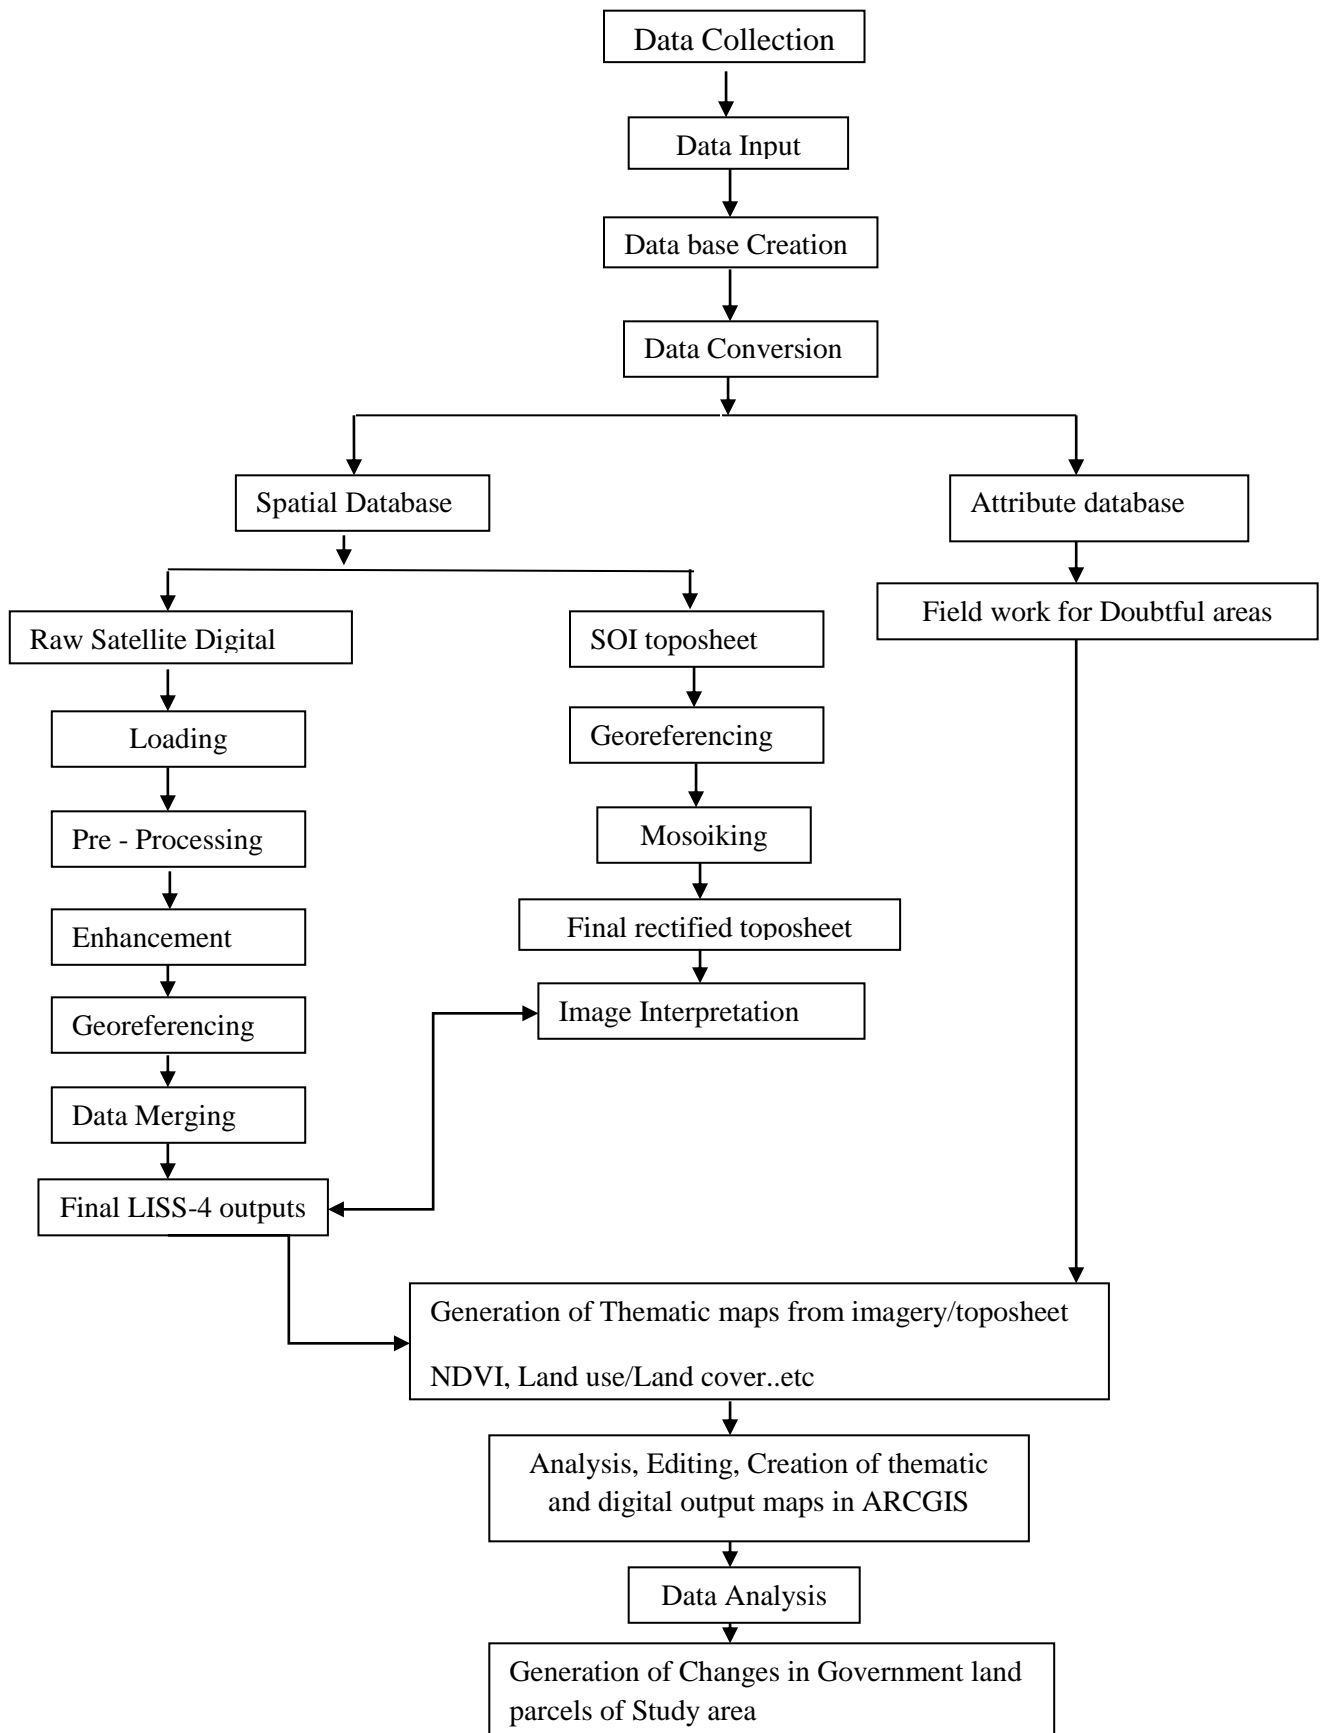 Data Collection
Data Input
Data base Creation
Data Conversion
Spatial Database
Attribute database
Raw Satellite Digital
SOI toposheet
Field work for Doubtful areas
Loading
Georeferencing
Pre - Processing
Mosoiking
Enhancement
Final rectified toposheet
Georeferencing
Image Interpretation
Data Merging
Final LISS-4 outputs
Generation of Thematic maps from imagery/toposheet
NDVI, Land use/Land cover..etc
Analysis, Editing, Creation of thematic
and digital output maps in ARCGIS
Data Analysis
Generation of Changes in Government land
parcels of Study area